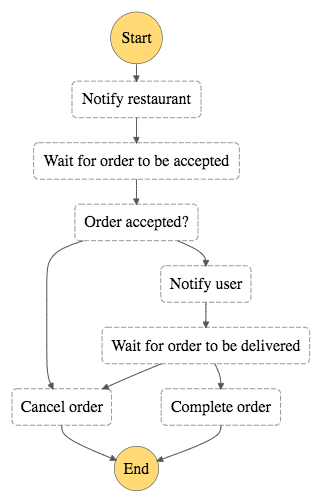 Start
Notify restaurant
Wait for order to be accepted
Order accepted?
Notify user
Wait for order to be delivered
Cancel order
Complete order
End